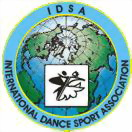 IDSA
INTERNATIONAL DANCE SPORT ASSOCIATION